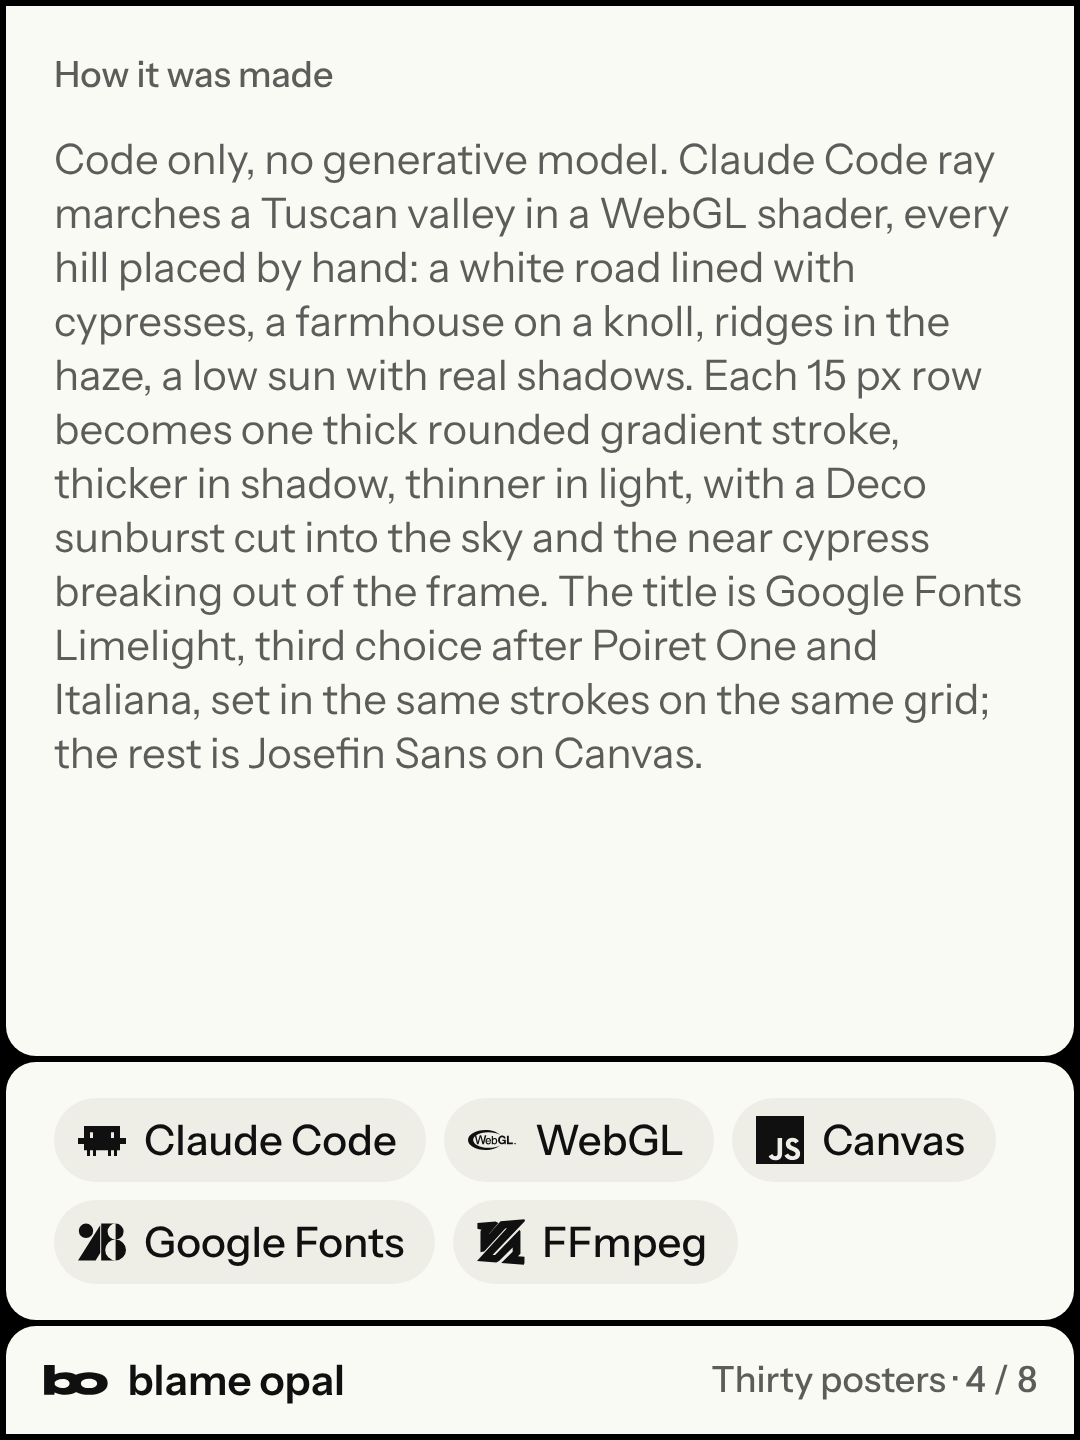 How it was made
Code only, no generative model. Claude Code ray
marches a Tuscan valley in a WebGL shader, every
hill placed by hand: a white road lined with
cypresses, a farmhouse on a knoll, ridges in the
haze, a low sun with real shadows. Each 15 px row
becomes one thick rounded gradient stroke,
thicker in shadow, thinner in light, with a Deco
sunburst cut into the sky and the near cypress
breaking out of the frame. The title is Google Fonts
Limelight, third choice after Poiret One and
Italiana, set in the same strokes on the same grid;
the rest is Josefin Sans on Canvas.
Claude Code
WebGL. WebGL
JS Canvas
Google Fonts
FFmpeg
bo blame opal
Thirty posters · 4 / 8